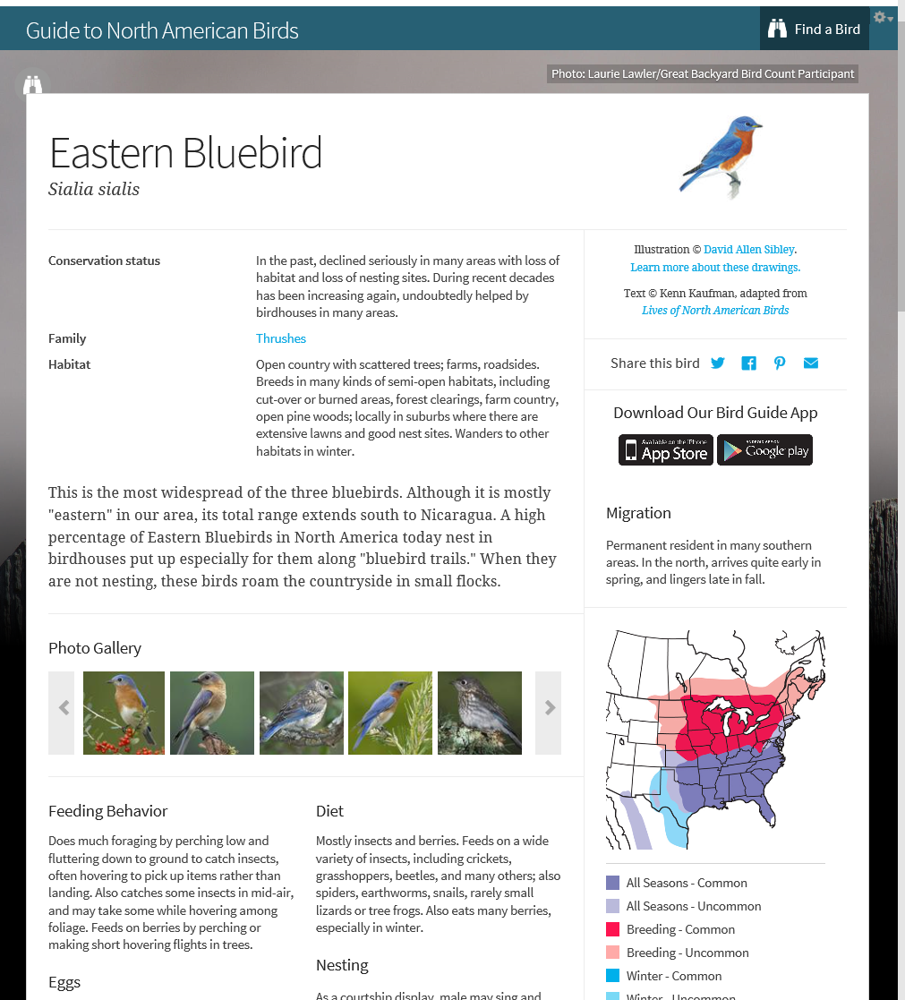 Guide to North American Birds
Find a Bird
Photo: Laurie Lawler/Great Backyard Bird Count Participant
Eastern Bluebird
Sialia sialis
Conservation status
In the past, declined seriously in many areas with loss of
habitat and loss of nesting sites. During recent decades
has been increasing again, undoubtedly helped by
birdhouses in many areas.
Family
Thrushes
Habitat
Open country with scattered trees; farms, roadsides.
Breeds in many kinds of semi-open habitats, including
cut-over or burned areas, forest clearings, farm country,
open pine woods; locally in suburbs where there are
extensive lawns and good nest sites. Wanders to other
habitats in winter.
This is the most widespread of the three bluebirds. Although it is mostly
"eastern" in our area, its total range extends south to Nicaragua. A high
percentage of Eastern Bluebirds in North America today nest in
birdhouses put up especially for them along "bluebird trails." When they
are not nesting, these birds roam the countryside in small flocks.
Photo Gallery
Feeding Behavior
Does much foraging by perching low and
fluttering down to ground to catch insects,
often hovering to pick up items rather than
landing. Also catches some insects in mid-air,
and may take some while hovering among
foliage. Feeds on berries by perching or
making short hovering flights in trees.
Eggs
Diet
Mostly insects and berries. Feeds on a wide
variety of insects, including crickets,
grasshoppers, beetles, and many others; also
spiders, earthworms, snails, rarely small
lizards or tree frogs. Also eats many berries,
especially in winter.
Nesting
As a courtship display, male may sing and
Illustration © David Allen Sibley.
Learn more about these drawings.
Text © Kenn Kaufman, adapted from
Lives of North American Birds
Share this bird
Download Our Bird Guide App
Available on the iPhone
App Store
ANDROID APP ON
Google play
Migration
Permanent resident in many southern
areas. In the north, arrives quite early in
spring, and lingers late in fall.
All Seasons - Common
All Seasons - Uncommon
Breeding - Common
Breeding - Uncommon
Winter - Common
Winter - Uncommon